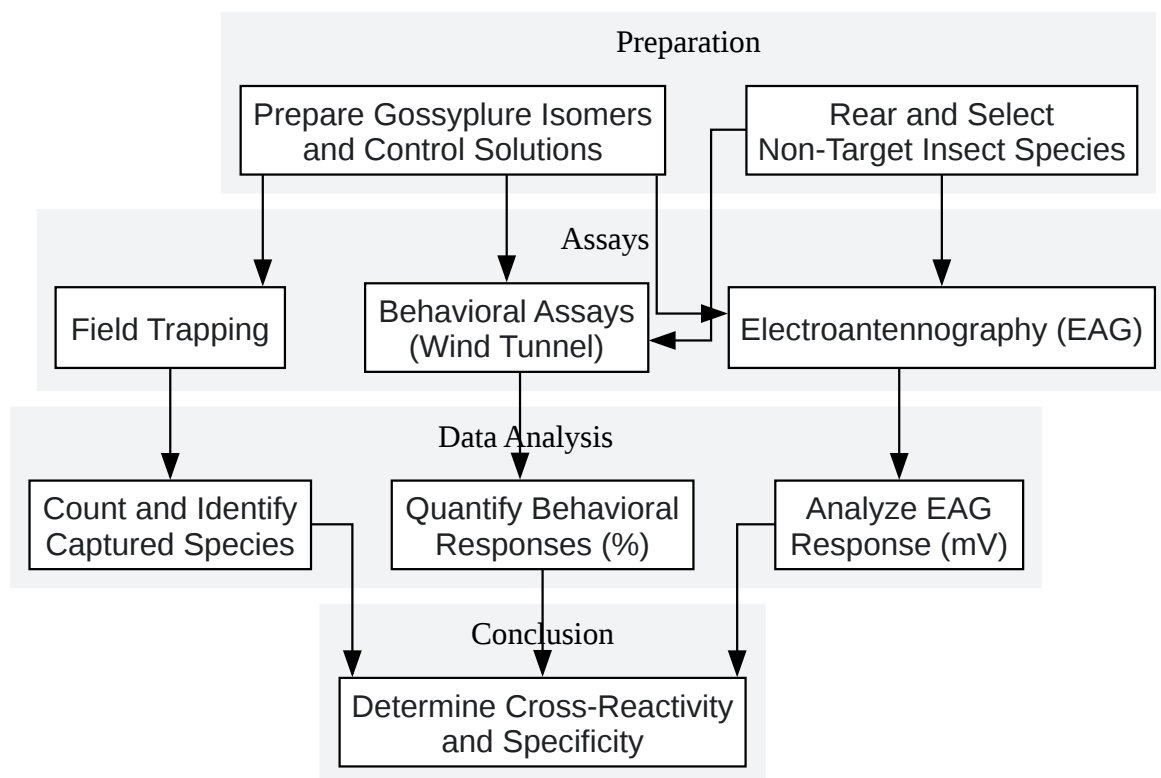 Preparation
Prepare Gossyplure Isomers
and Control Solutions
Rear and Select
Non-Target Insect Species
Assays
Field Trapping
Behavioral Assays
(Wind Tunnel)
Electroantennography (EAG)
Data Analysis
Count and Identify
Captured Species
Quantify Behavioral
Responses (%)
Analyze EAG
Response (mV)
Conclusion
Determine Cross-Reactivity
and Specificity